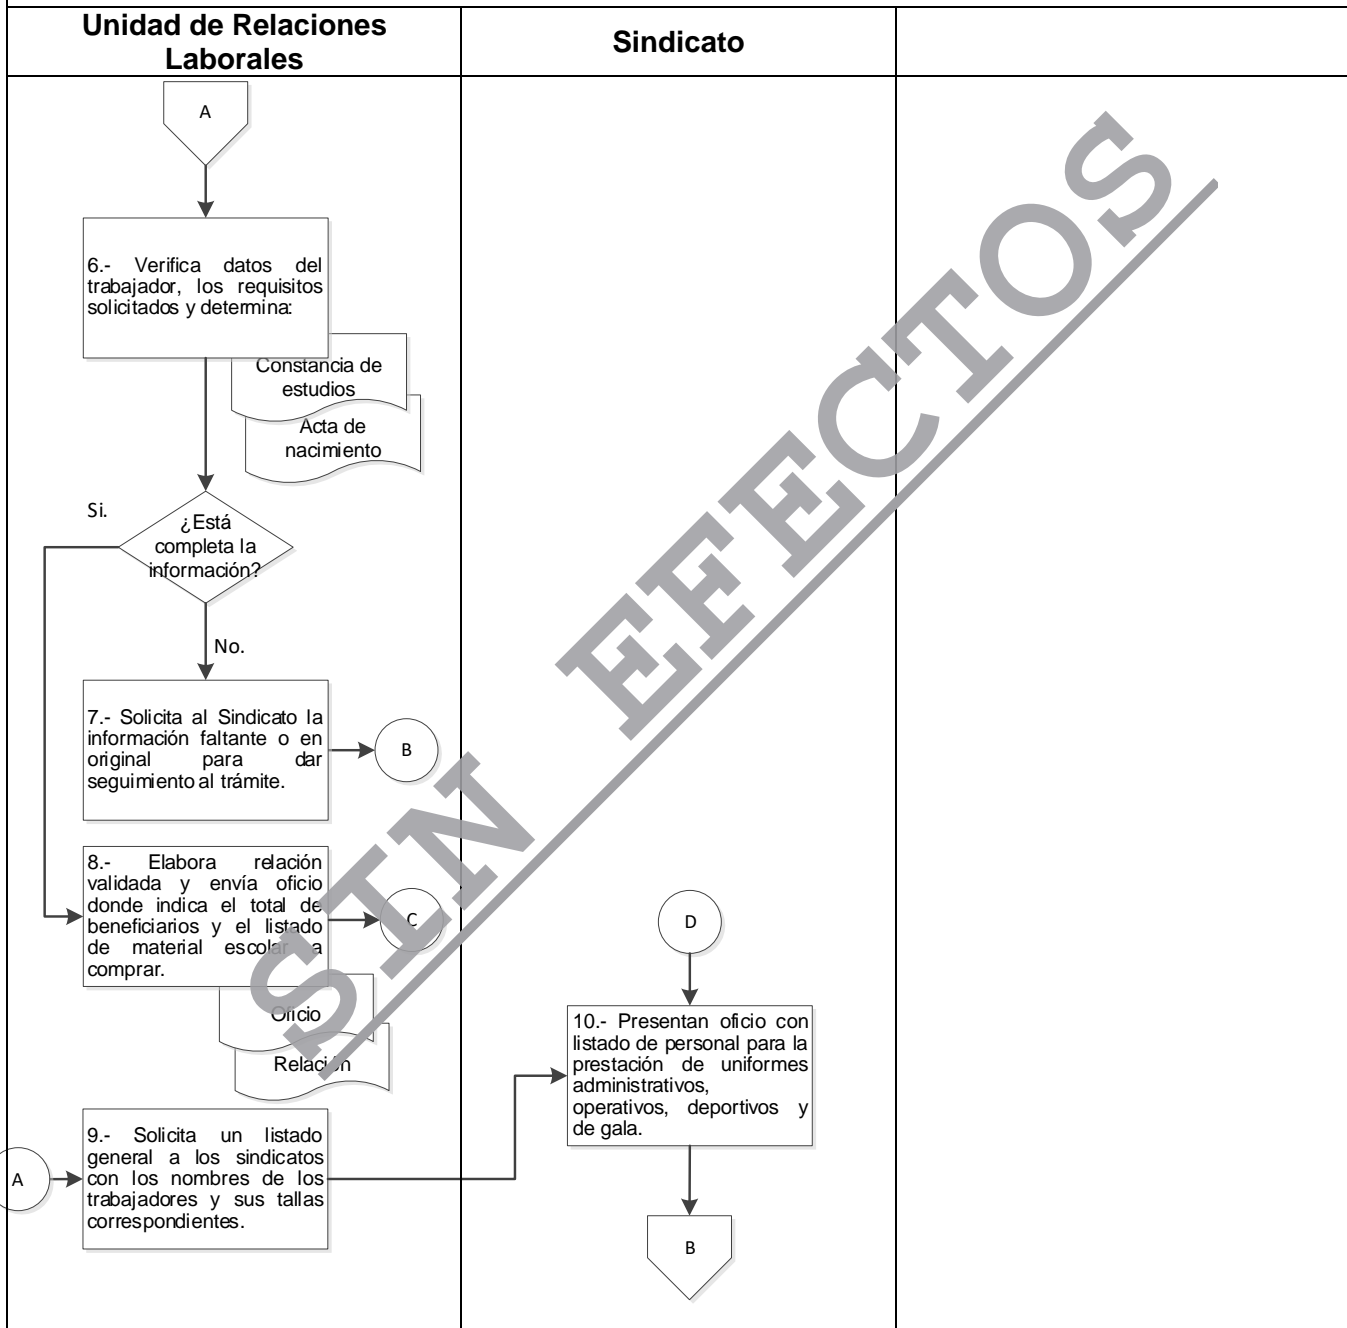 Unidad de Relaciones
Laborales
Sindicato
A
6.- Verifica datos del
trabajador, los requisitos
solicitados y determina:
Constancia de
estudios
Acta de
nacimiento
Si.
¿Está
completa la
información?
No.
7.- Solicita al Sindicato la
información faltante o en
original para dar
seguimiento al trámite.
B
8.- Elabora relación
validada y envía oficio
donde indica el total de
beneficiarios y el listado
de material escolar a
comprar.
C
Oficio
Relación
A
9.- Solicita un listado
general a los sindicatos
con los nombres de los
trabajadores y sus tallas
correspondientes.
D
10.- Presentan oficio con
listado de personal para la
prestación de uniformes
administrativos,
operativos, deportivos y
de gala.
B
SIN EFECTOS